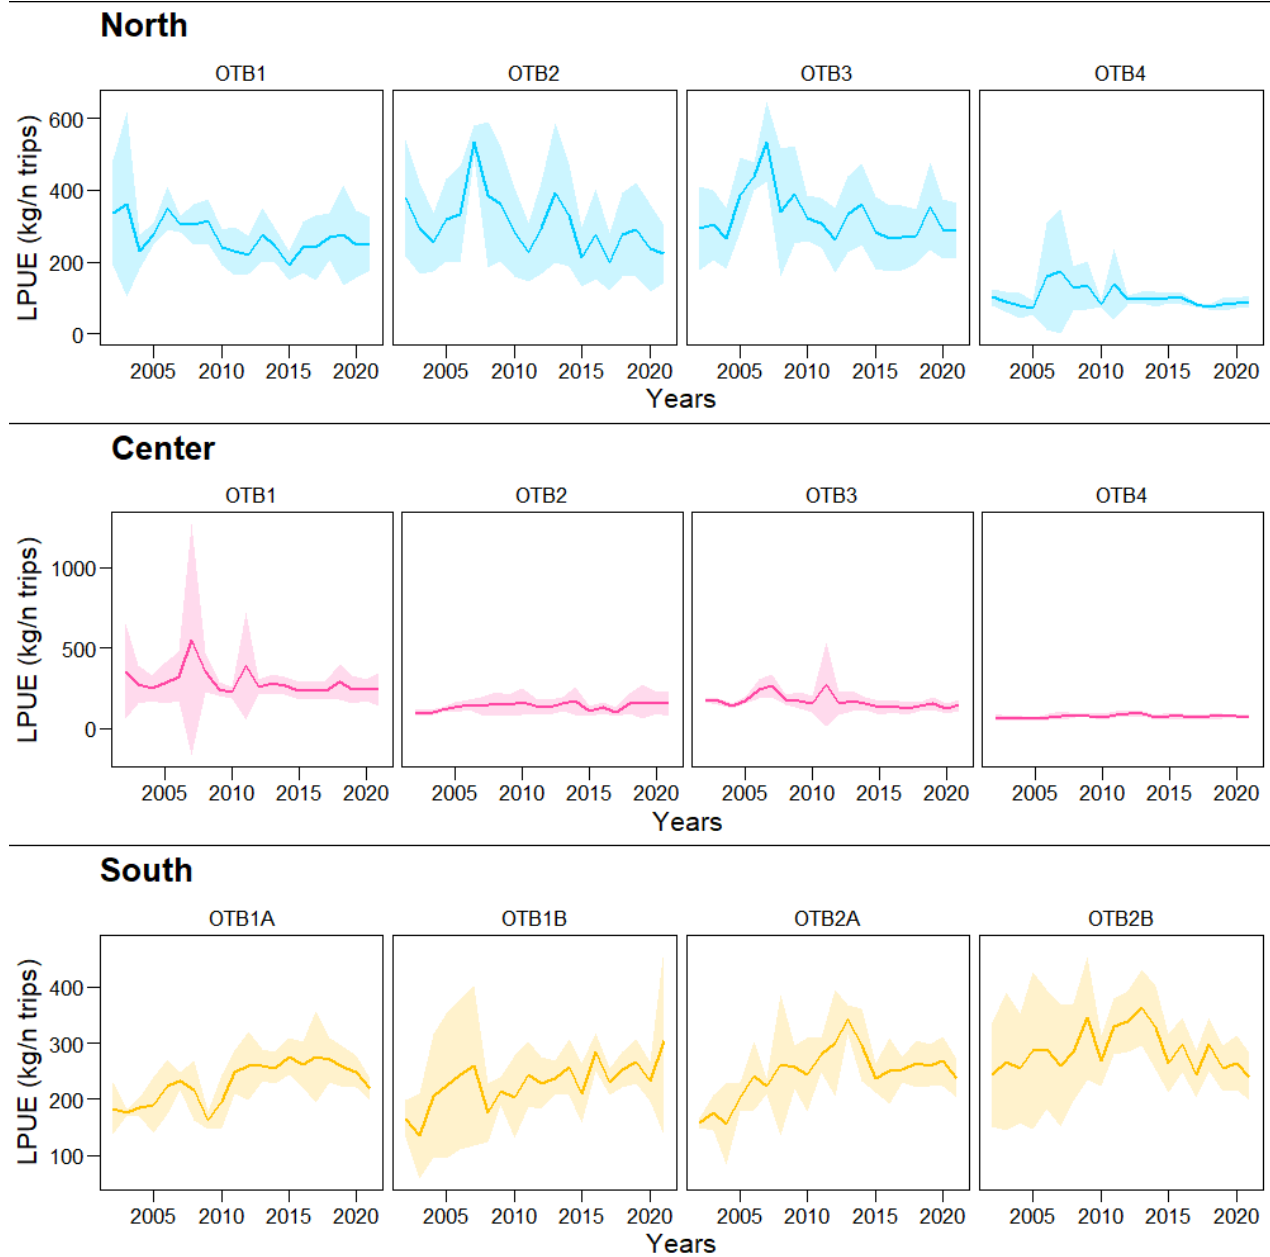 North
OTB1 OTB2 OTB3 OTB4
LPUE (kg/n trips)
600
400
200
0
2005 2010 2015 2020 2005 2010 2015 2020 2005 2010 2015 2020 2005 2010 2015 2020
Years
Center
OTB1 OTB2 OTB3 OTB4
LPUE (kg/n trips)
1000
500
0
2005 2010 2015 2020 2005 2010 2015 2020 2005 2010 2015 2020 2005 2010 2015 2020
Years
South
OTB1A OTB1B OTB2A OTB2B
LPUE (kg/n trips)
400
300
200
100
2005 2010 2015 2020 2005 2010 2015 2020 2005 2010 2015 2020 2005 2010 2015 2020
Years